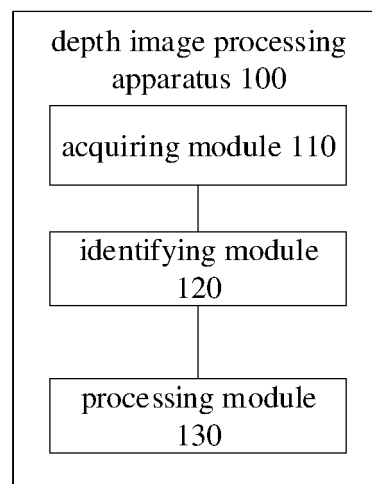 depth image processing
apparatus 100
acquiring module 110
identifying module
120
processing module
130